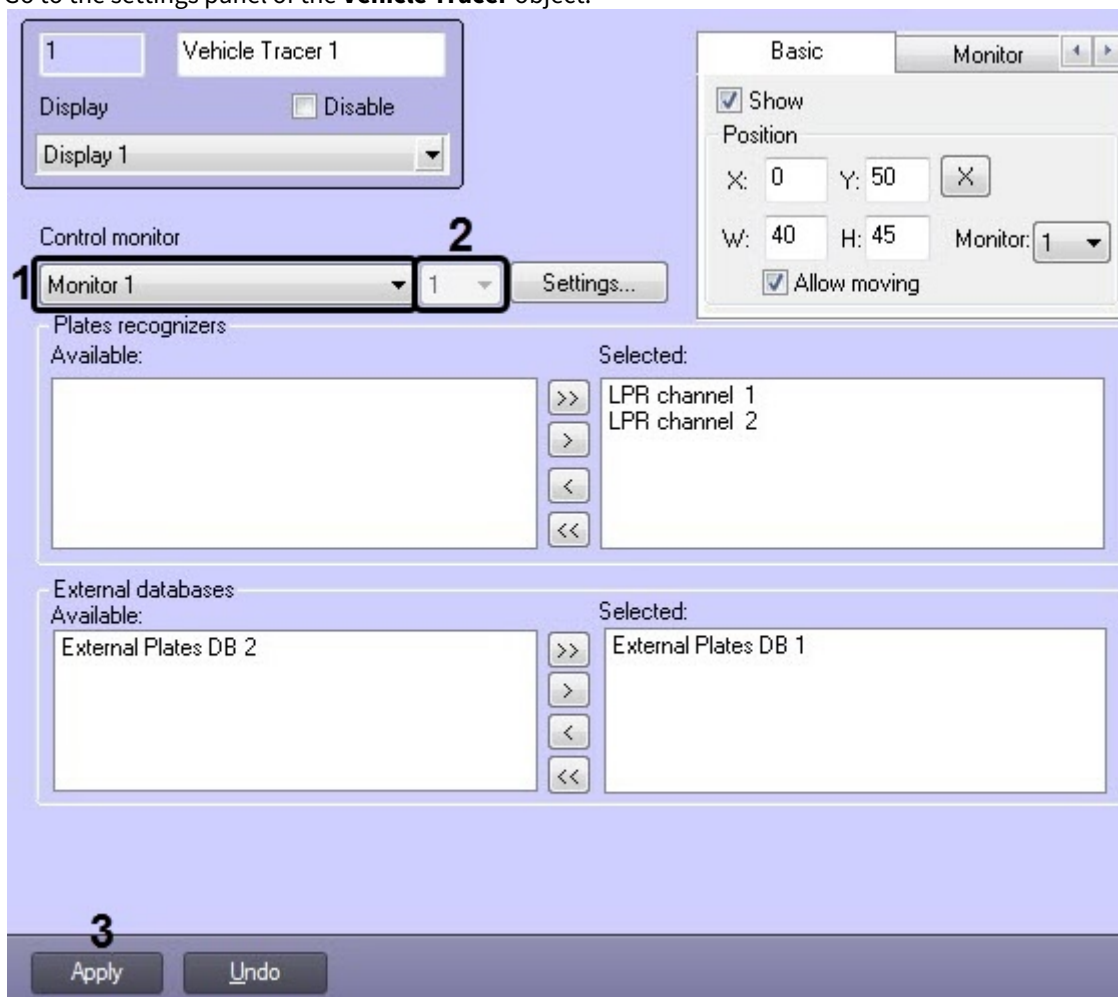 Go to the settings panel of the Vehicle Tracer object.
1 Vehicle Tracer 1
Display Disable
Display 1
Basic Monitor
Show
Position
X: 0 Y: 50 X
W: 40 H: 45 Monitor: 1
Allow moving
Control monitor 2
1 Monitor 1 1 Settings...
Plates recognizers
Available: Selected:
>> LPR channel 1
> LPR channel 2
<
<<
External databases
Available: Selected:
External Plates DB 2 >> External Plates DB 1
>
<
<<
3
Apply Undo